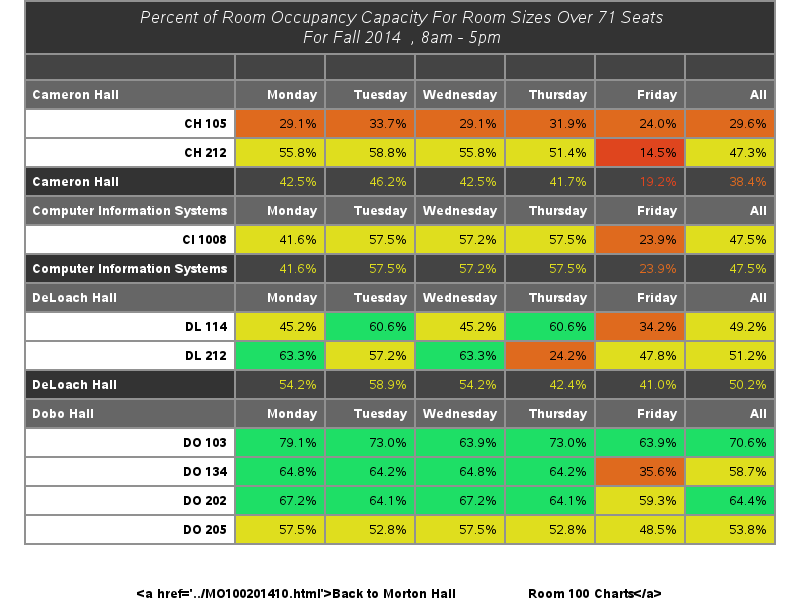 Percent of Room Occupancy Capacity For Room Sizes Over 71 Seats
For Fall 2014 , 8am - 5pm
Cameron Hall Monday Tuesday Wednesday Thursday Friday All
CH 105 29.1% 33.7% 29.1% 31.9% 24.0% 29.6%
CH 212 55.8% 58.8% 55.8% 51.4% 14.5% 47.3%
Cameron Hall 42.5% 46.2% 42.5% 41.7% 19.2% 38.4%
Computer Information Systems Monday Tuesday Wednesday Thursday Friday All
CI 1008 41.6% 57.5% 57.2% 57.5% 23.9% 47.5%
Computer Information Systems 41.6% 57.5% 57.2% 57.5% 23.9% 47.5%
DeLoach Hall Monday Tuesday Wednesday Thursday Friday All
DL 114 45.2% 60.6% 45.2% 60.6% 34.2% 49.2%
DL 212 63.3% 57.2% 63.3% 24.2% 47.8% 51.2%
DeLoach Hall 54.2% 58.9% 54.2% 42.4% 41.0% 50.2%
Dobo Hall Monday Tuesday Wednesday Thursday Friday All
DO 103 79.1% 73.0% 63.9% 73.0% 63.9% 70.6%
DO 134 64.8% 64.2% 64.8% 64.2% 35.6% 58.7%
DO 202 67.2% 64.1% 67.2% 64.1% 59.3% 64.4%
DO 205 57.5% 52.8% 57.5% 52.8% 48.5% 53.8%
<a href='../MO100201410.html'>Back to Morton Hall Room 100 Charts</a>